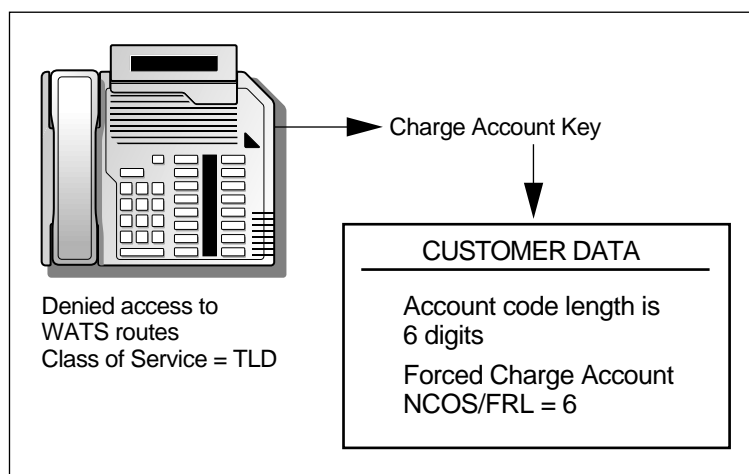 Charge Account Key
CUSTOMER DATA
Account code length is
6 digits
Forced Charge Account
NCOS/FRL = 6
Denied access to
WATS routes
Class of Service = TLD